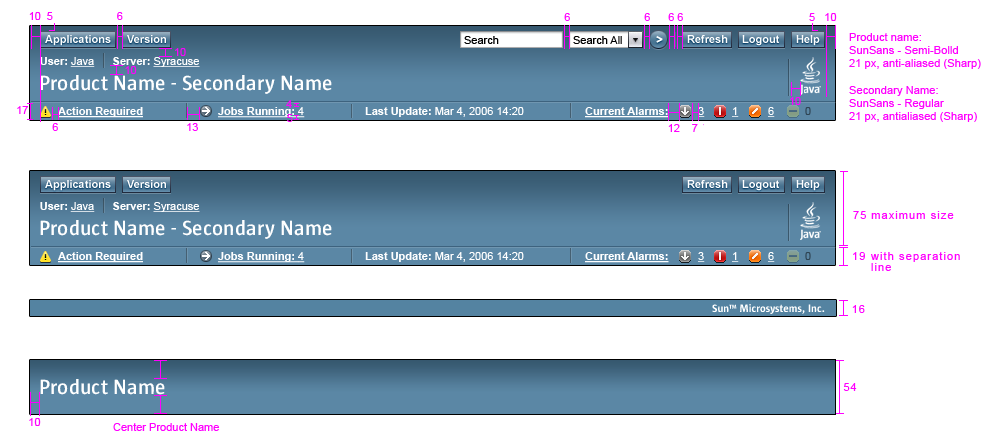 10 5 6 6 6 6 6 5 10
Applications Version Search Search All > Refresh Logout Help
User: Java Server: Syracuse
Product Name - Secondary Name
Java
17 Action Required Jobs Running: 4 Last Update: Mar 4, 2006 14:20 Current Alarms: 3 1 6 0
6 13 12 7
Product name:
SunSans - Semi-Bolld
21 px, anti-aliased (Sharp)
Secondary Name:
SunSans - Regular
21 px, antialiased (Sharp)
Applications Version Refresh Logout Help
User: Java Server: Syracuse
Product Name - Secondary Name
Java
75 maximum size
Action Required Jobs Running: 4 Last Update: Mar 4, 2006 14:20 Current Alarms: 3 1 6 0
19 with separation
line
Sun™ Microsystems, Inc.
16
Product Name
54
10
Center Product Name